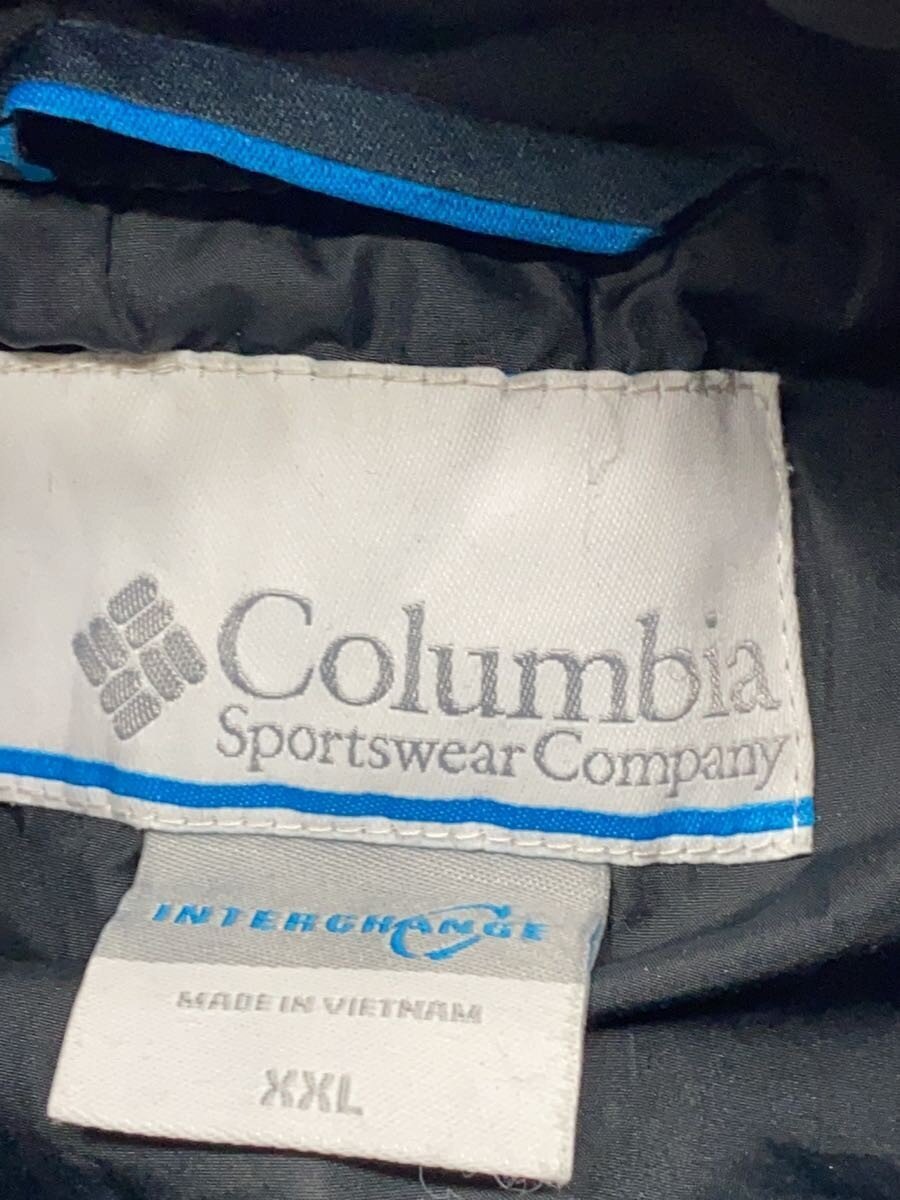 Columbia
Sportswear Company
INTERCHANGE
MADE IN VIETNAM
XXL